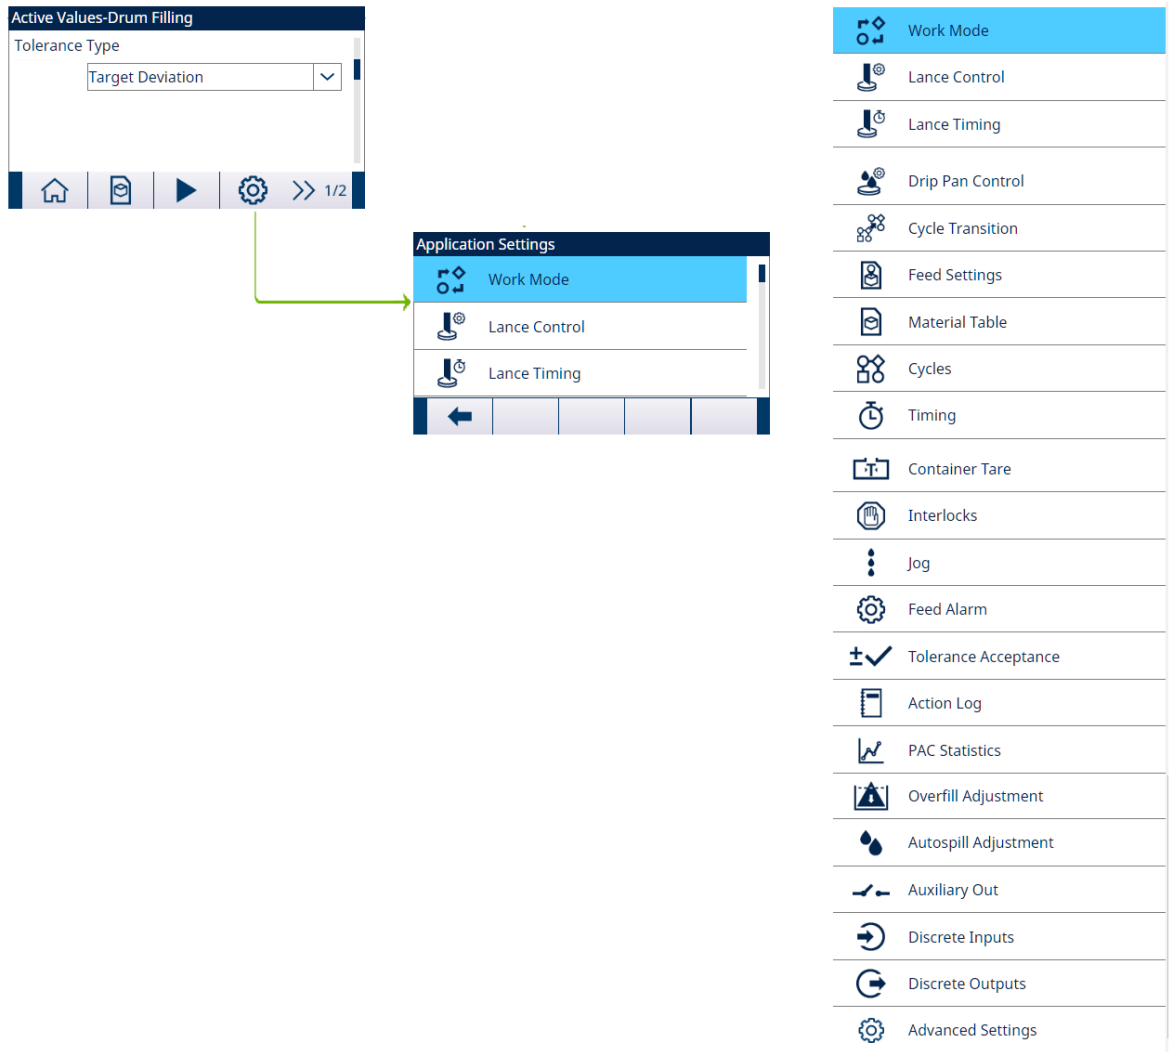 Active Values-Drum Filling
Tolerance Type
Target Deviation
1/2
Application Settings
Work Mode
Lance Control
Lance Timing
Work Mode
Lance Control
Lance Timing
Drip Pan Control
Cycle Transition
Feed Settings
Material Table
Cycles
Timing
Container Tare
Interlocks
Jog
Feed Alarm
Tolerance Acceptance
Action Log
PAC Statistics
Overfill Adjustment
Autospill Adjustment
Auxiliary Out
Discrete Inputs
Discrete Outputs
Advanced Settings